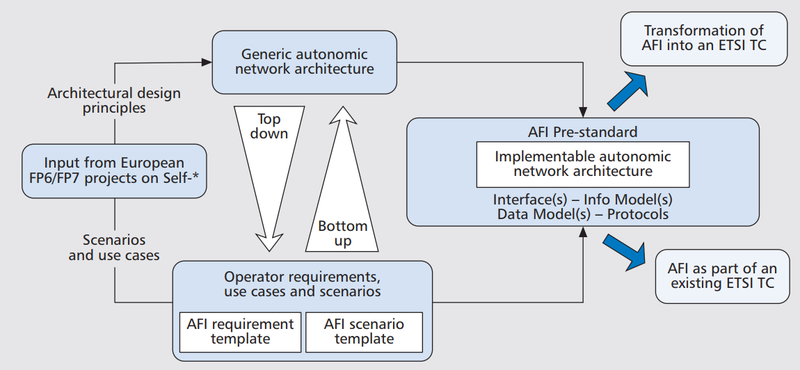 Generic autonomic
network architecture
Transformation of
AFI into an ETSI TC
Architectural design
principles
Top
down
AFI Pre-standard
Implementable autonomic
network architecture
Interface(s) – Info Model(s)
Data Model(s) – Protocols
Input from European
FP6/FP7 projects on Self-*
Bottom
up
Scenarios
and use cases
Operator requirements,
use cases and scenarios
AFI requirement
template
AFI scenario
template
AFI as part of an
existing ETSI TC